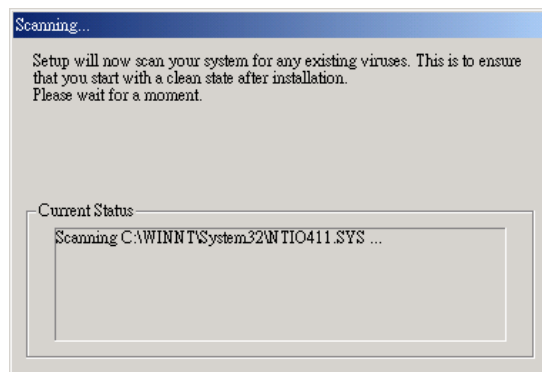 Scanning...
Setup will now scan your system for any existing viruses. This is to ensure
that you start with a clean state after installation.
Please wait for a moment.
Current Status
Scanning C:\WINNT\System32\NTIO411.SYS ...